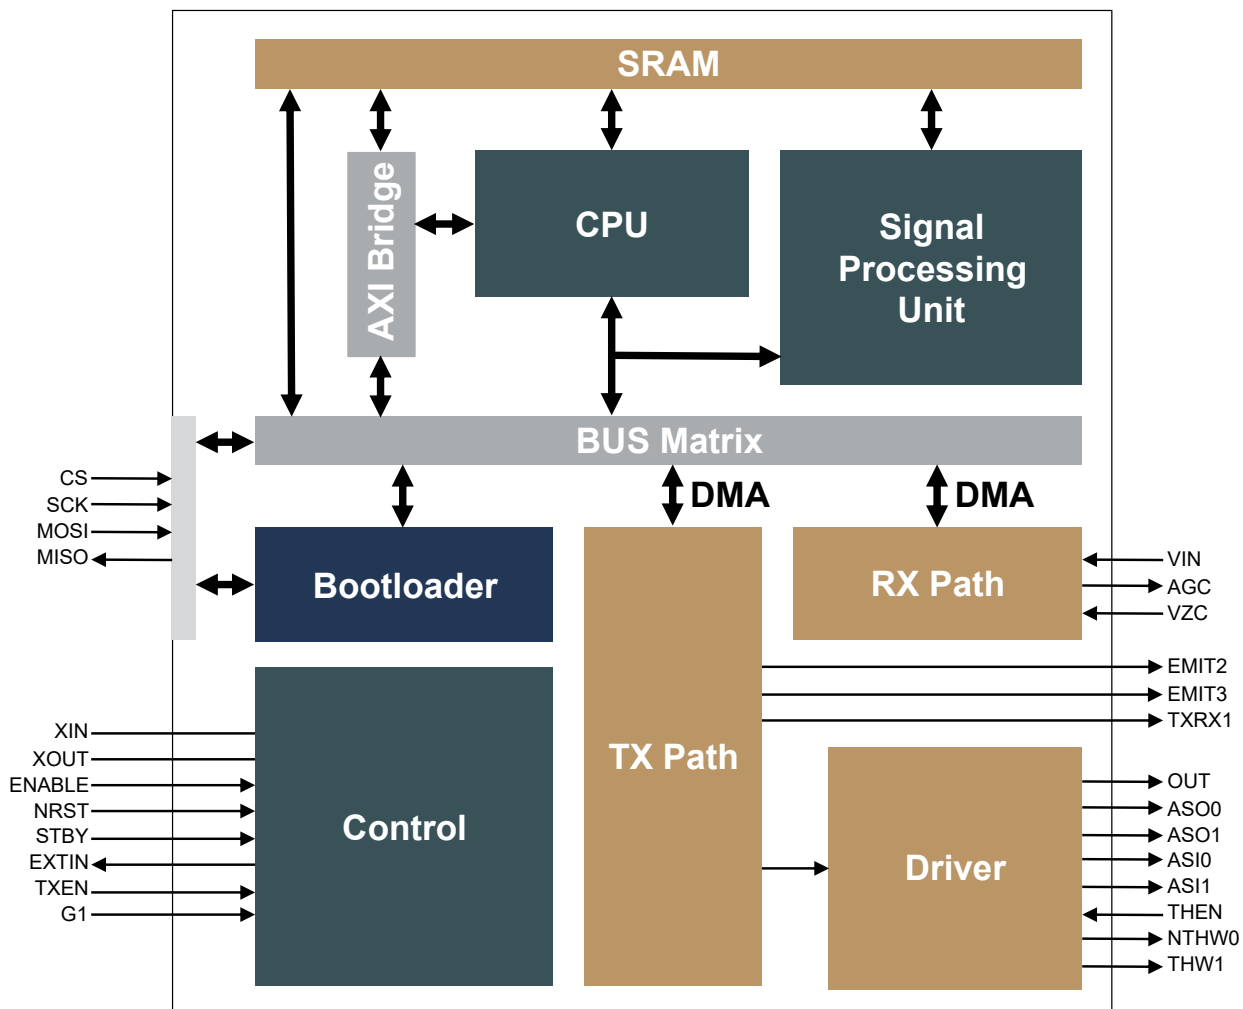 SRAM
AXI Bridge
CPU
Signal
Processing
Unit
BUS Matrix
CS
SCK
MOSI
MISO
DMA
DMA
Bootloader
TX Path
RX Path
VIN
AGC
VZC
EMIT2
EMIT3
TXRX1
XIN
XOUT
ENABLE
NRST
STBY
EXTIN
TXEN
G1
Control
Driver
OUT
ASO0
ASO1
ASI0
ASI1
THEN
NTHW0
THW1